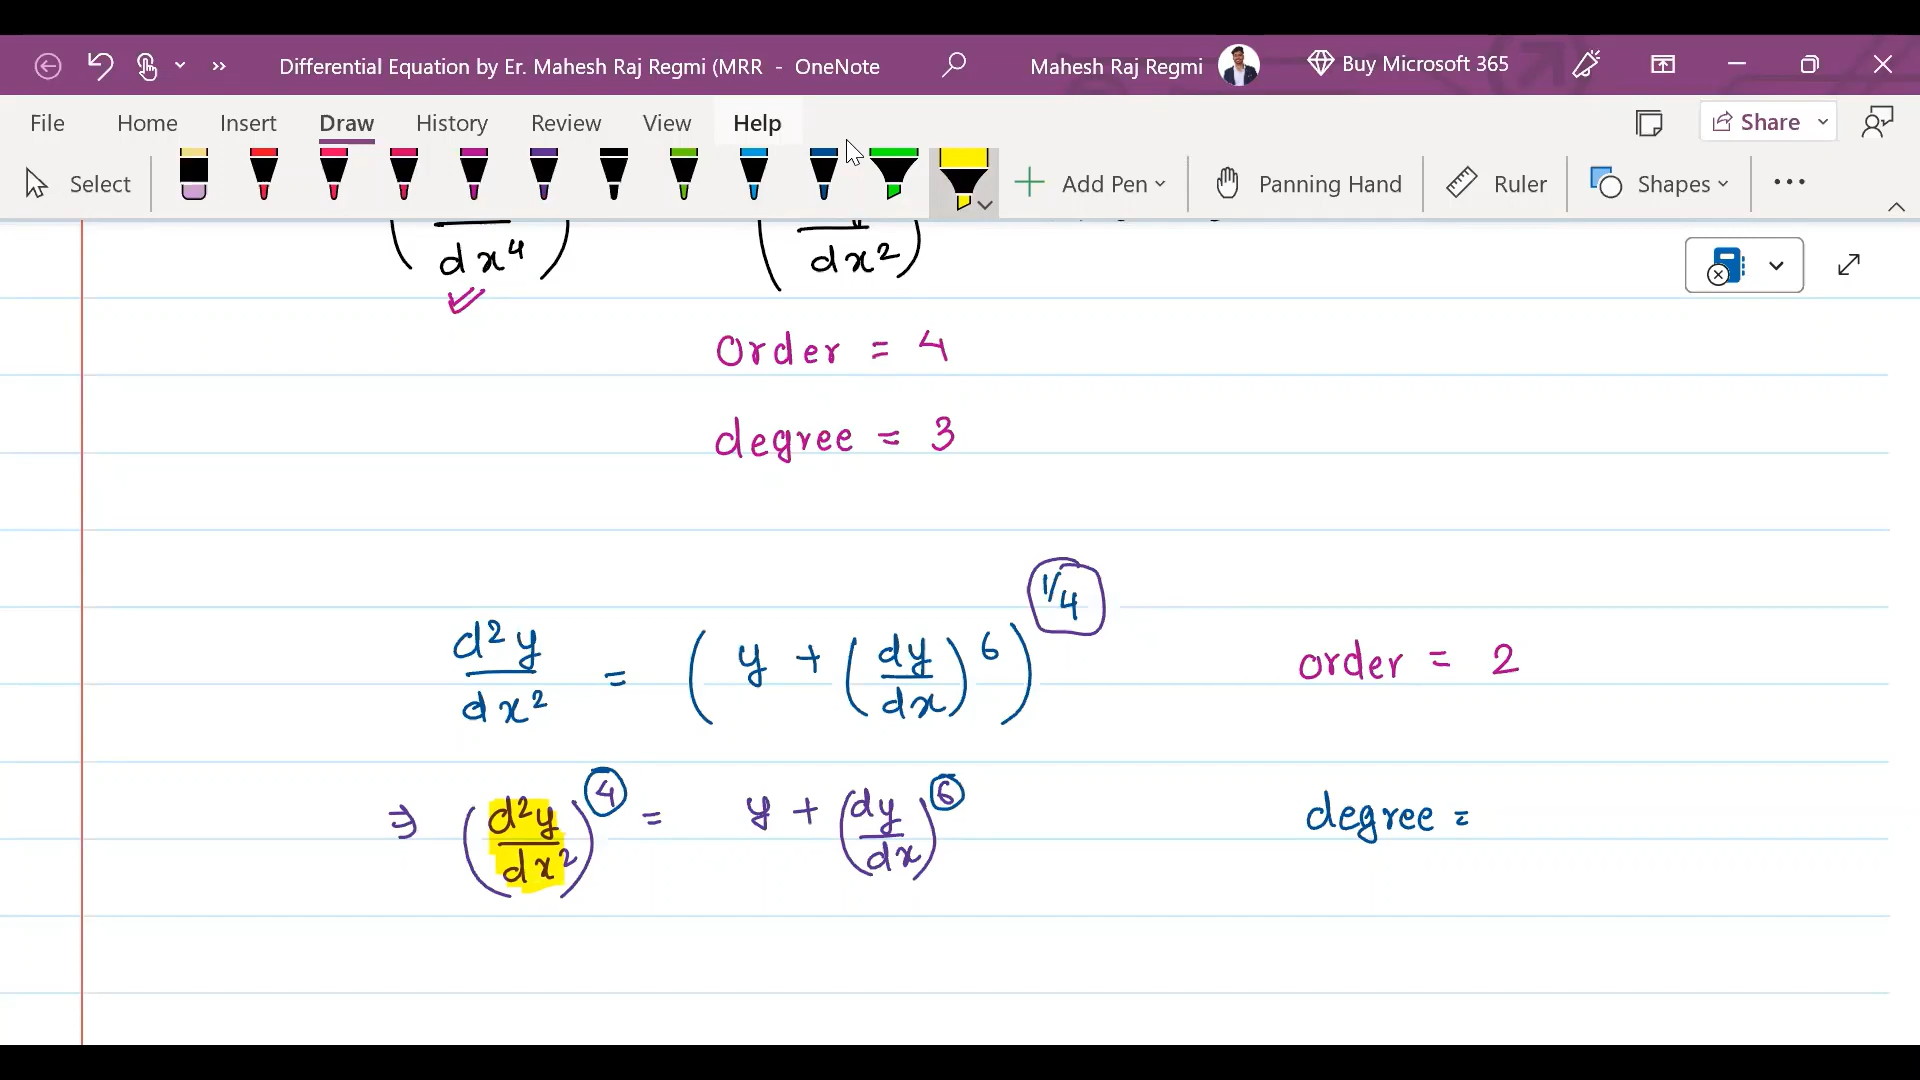 Differential Equation by Er. Mahesh Raj Regmi (MRR - OneNote
Mahesh Raj Regmi
Buy Microsoft 365
File Home Insert Draw History Review View Help
Share
Select
Add Pen
Panning Hand
Ruler
Shapes
(dx⁴) (dx²)
Order = 4
degree = 3
d²y/dx² = (y + (dy/dx)⁶)^1/4
order = 2
⇒ (d²y/dx²)⁴ = y + (dy/dx)⁶
degree =